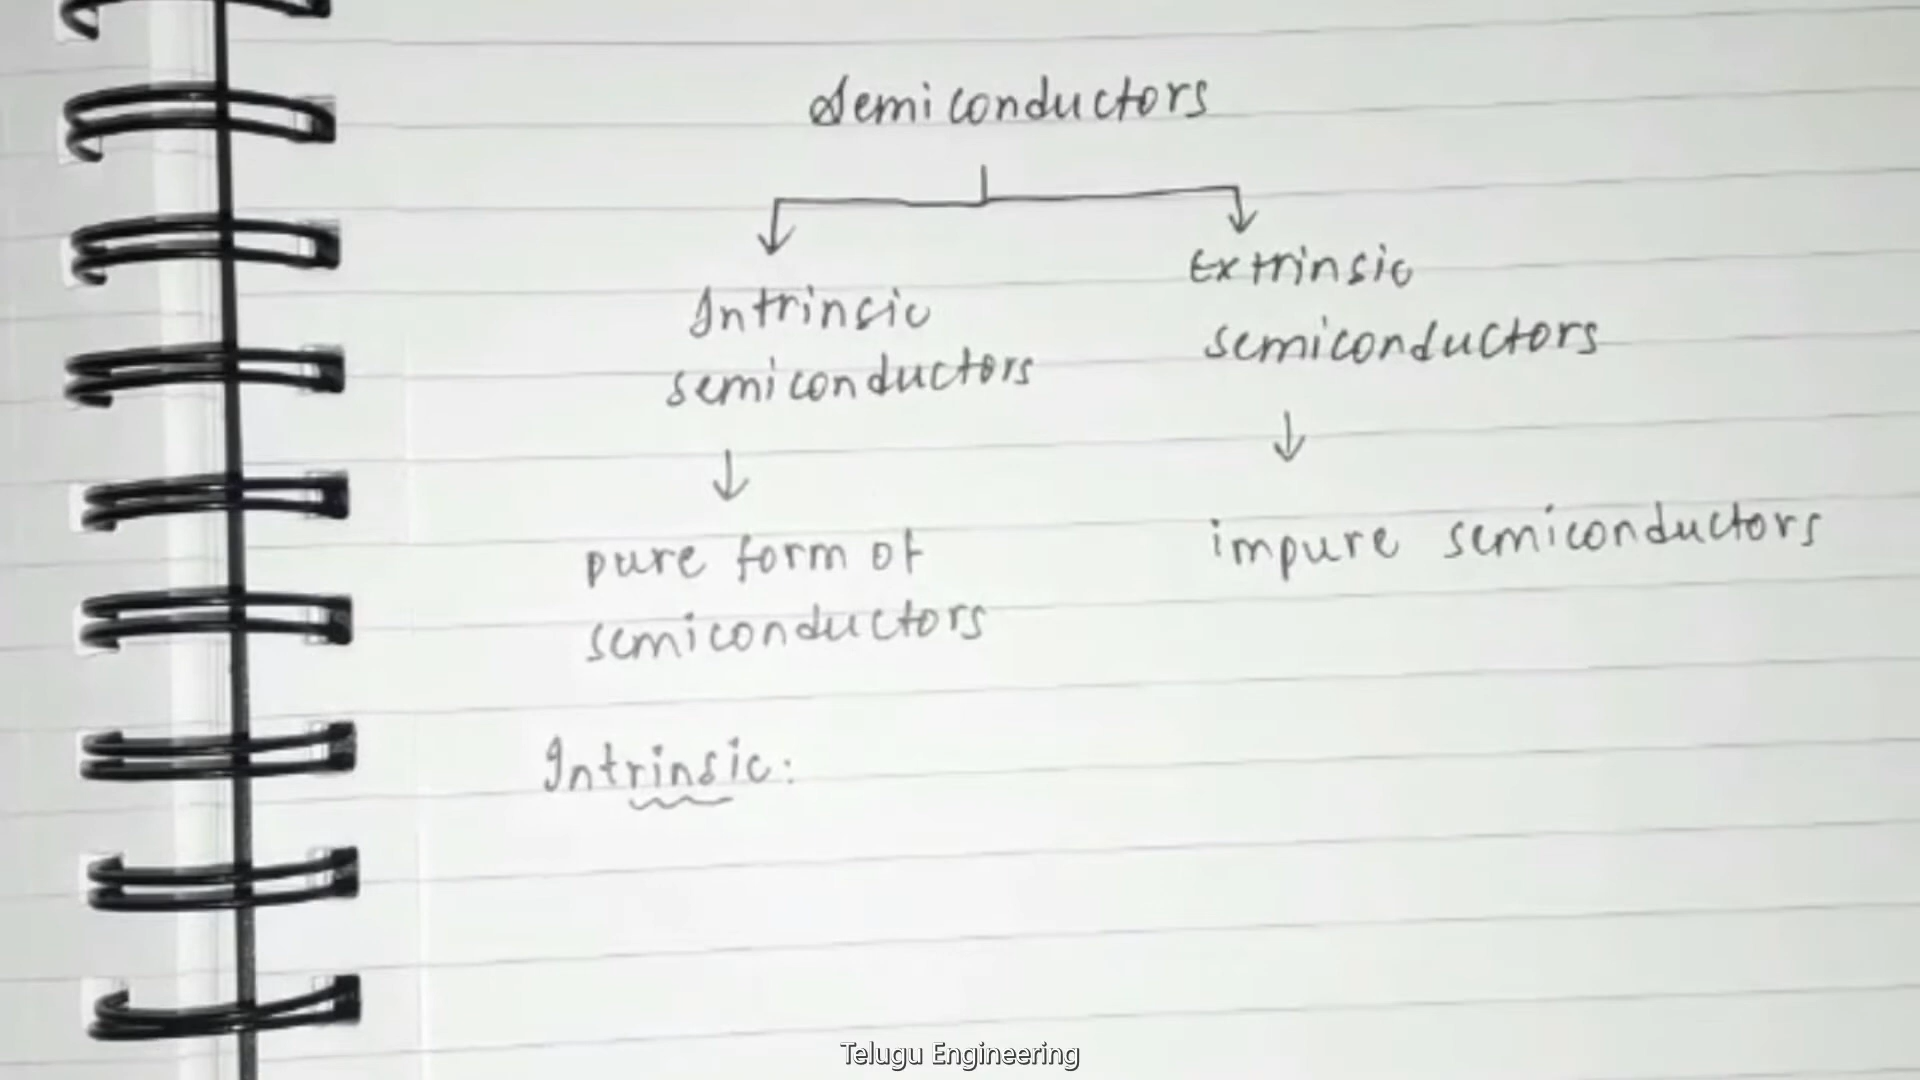 Semiconductors
Intrinsic
semiconductors
Extrinsic
semiconductors
pure form of
semiconductors
impure semiconductors
Intrinsic:
Telugu Engineering